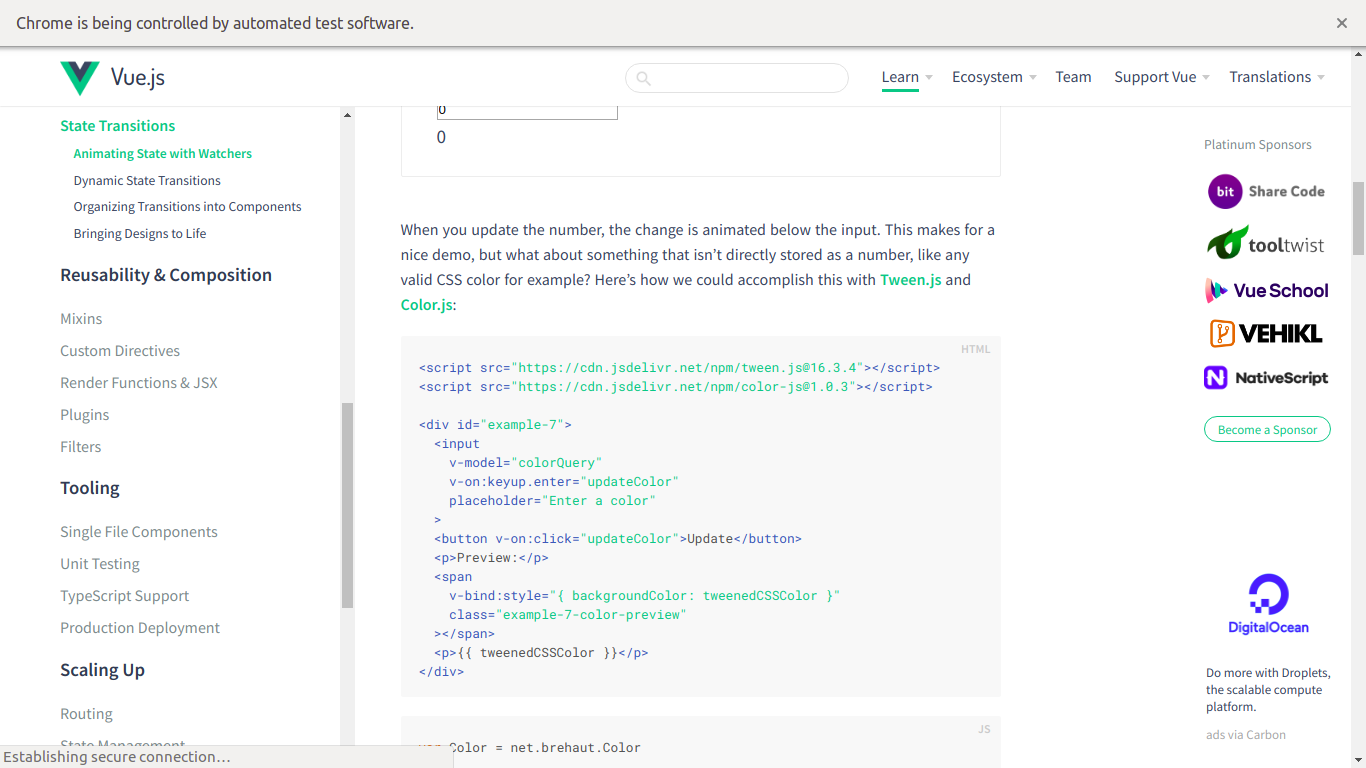 Chrome is being controlled by automated test software.
Vue.js
Learn
Ecosystem
Team
Support Vue
Translations
State Transitions
Animating State with Watchers
Dynamic State Transitions
Organizing Transitions into Components
Bringing Designs to Life
Reusability & Composition
Mixins
Custom Directives
Render Functions & JSX
Plugins
Filters
Tooling
Single File Components
Unit Testing
TypeScript Support
Production Deployment
Scaling Up
Routing
State Management
Establishing secure connection…
0
0
When you update the number, the change is animated below the input. This makes for a
nice demo, but what about something that isn’t directly stored as a number, like any
valid CSS color for example? Here’s how we could accomplish this with Tween.js and
Color.js:
HTML
<script src="https://cdn.jsdelivr.net/npm/tween.js@16.3.4"></script>
<script src="https://cdn.jsdelivr.net/npm/color-js@1.0.3"></script>
<div id="example-7">
<input
v-model="colorQuery"
v-on:keyup.enter="updateColor"
placeholder="Enter a color"
>
<button v-on:click="updateColor">Update</button>
<p>Preview:</p>
<span
v-bind:style="{ backgroundColor: tweenedCSSColor }"
class="example-7-color-preview"
></span>
<p>{{ tweenedCSSColor }}</p>
</div>
JS
var Color = net.brehaut.Color
Platinum Sponsors
bit Share Code
tooltwist
Vue School
VEHIKL
NativeScript
Become a Sponsor
DigitalOcean
Do more with Droplets,
the scalable compute
platform.
ads via Carbon